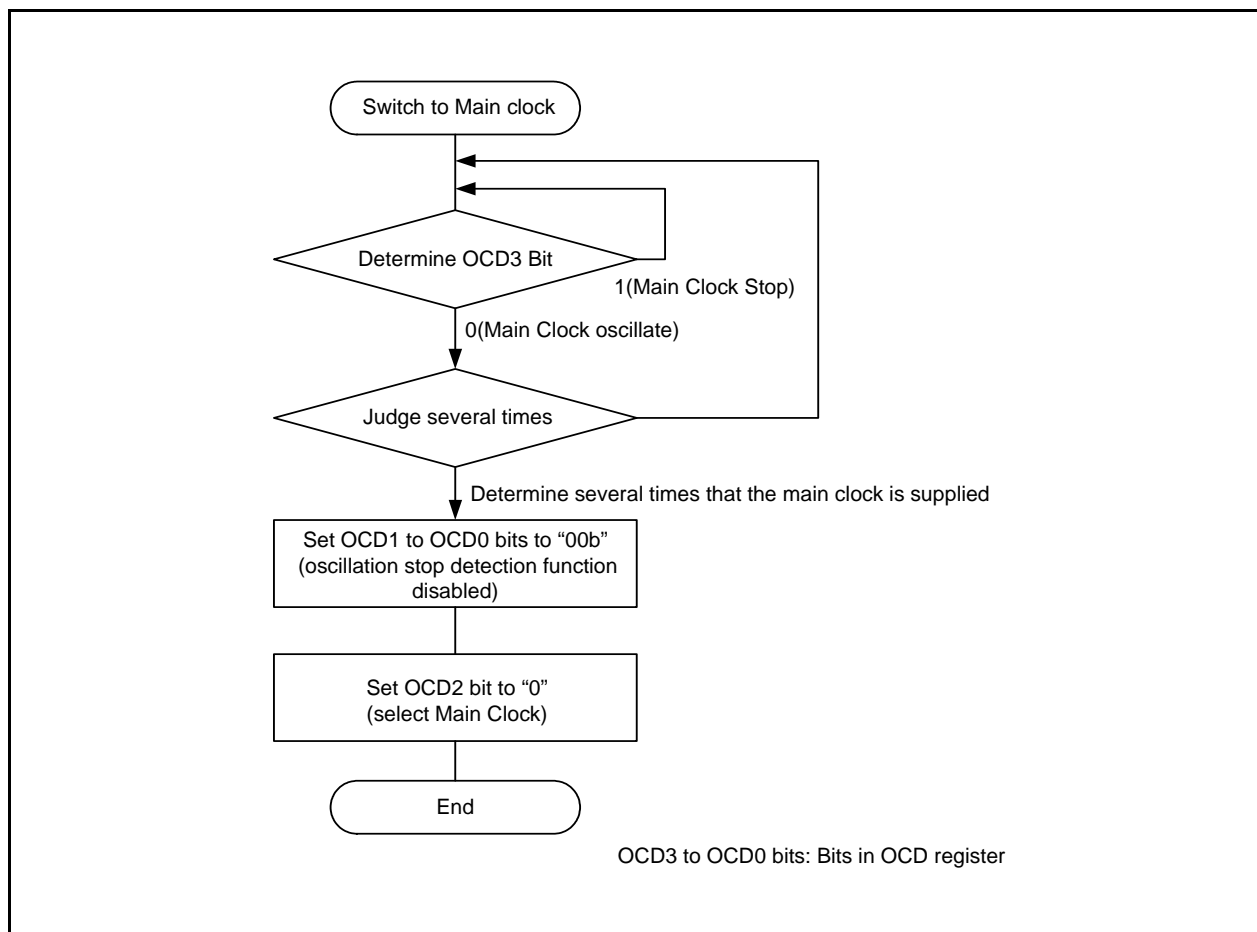 Switch to Main clock
Determine OCD3 Bit
1(Main Clock Stop)
0(Main Clock oscillate)
Judge several times
Determine several times that the main clock is supplied
Set OCD1 to OCD0 bits to “00b”
(oscillation stop detection function
disabled)
Set OCD2 bit to “0”
(select Main Clock)
End
OCD3 to OCD0 bits: Bits in OCD register